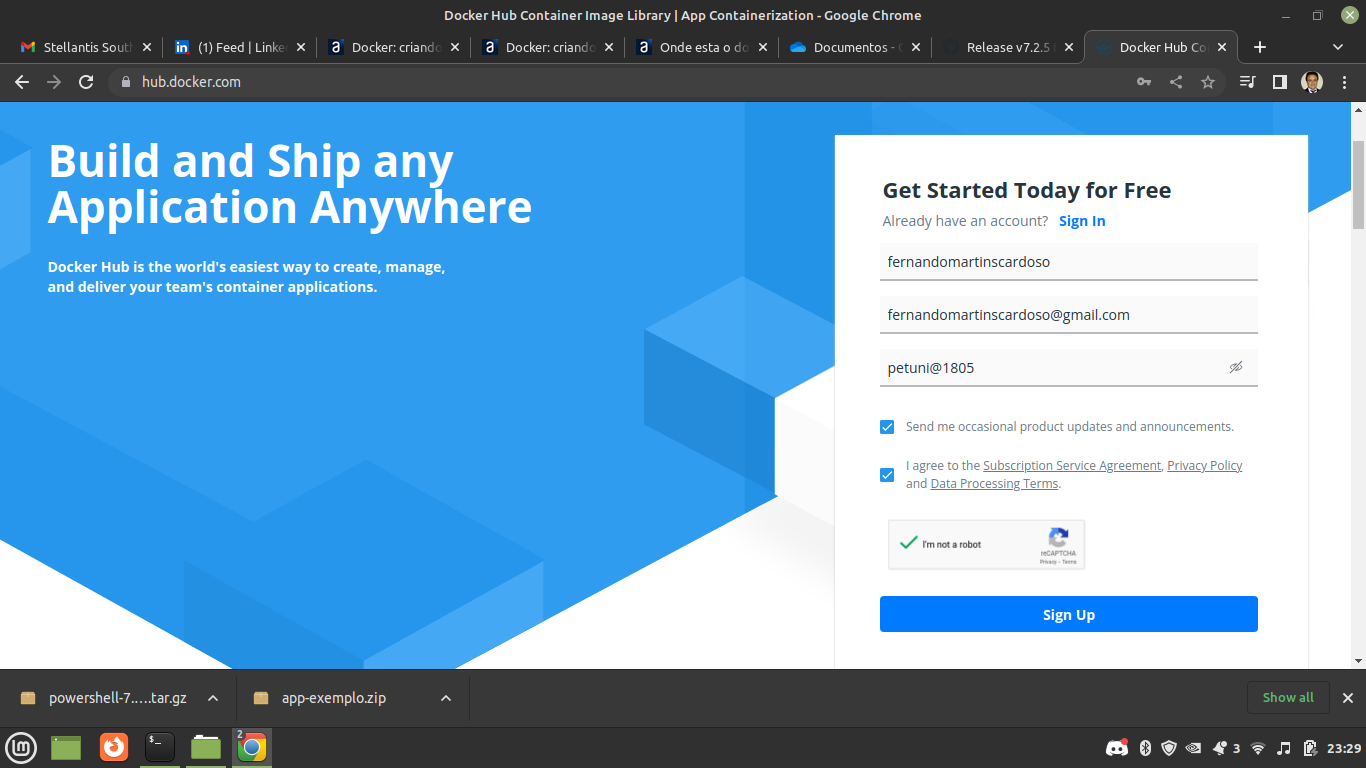 Docker Hub Container Image Library | App Containerization - Google Chrome
Stellantis Sout
(1) Feed | Linke
Docker: criando
Docker: criando
Onde esta o do
Documentos -
Release v7.2.5
Docker Hub Co
hub.docker.com
Build and Ship any
Application Anywhere
Docker Hub is the world's easiest way to create, manage,
and deliver your team's container applications.
Get Started Today for Free
Already have an account? Sign In
fernandomartinscardoso
fernandomartinscardoso@gmail.com
petuni@1805
Send me occasional product updates and announcements.
I agree to the Subscription Service Agreement, Privacy Policy
and Data Processing Terms.
I'm not a robot
reCAPTCHA
Privacy - Terms
Sign Up
powershell-7.....tar.gz
app-exemplo.zip
Show all
$_
2
3
23:29